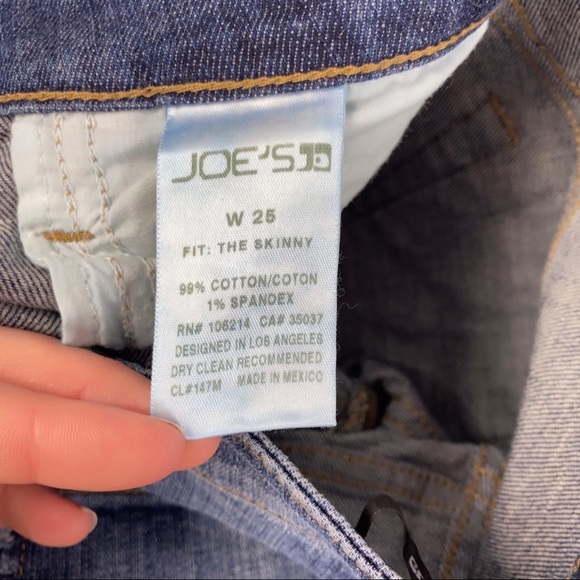 JOE'S
W 25
FIT: THE SKINNY
99% COTTON/COTON
1% SPANDEX
RN# 106214 CA# 35037
DESIGNED IN LOS ANGELES
DRY CLEAN RECOMMENDED
CL#147M MADE IN MEXICO